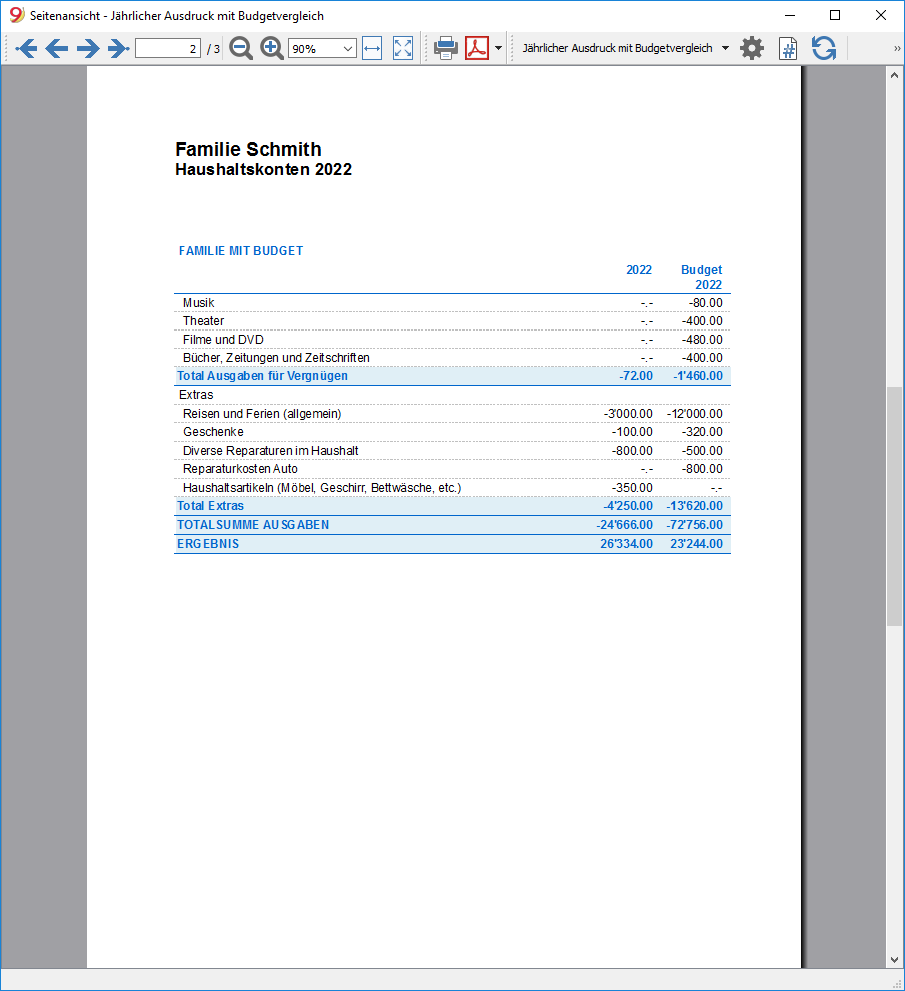 Seitenansicht - Jährlicher Ausdruck mit Budgetvergleich
2 / 3 90% Jährlicher Ausdruck mit Budgetvergleich
Familie Schmith
Haushaltskonten 2022
FAMILIE MIT BUDGET
2022 Budget
2022
Musik -.- -80.00
Theater -.- -400.00
Filme und DVD -.- -480.00
Bücher, Zeitungen und Zeitschriften -.- -400.00
Total Ausgaben für Vergnügen -72.00 -1'460.00
Extras
Reisen und Ferien (allgemein) -3'000.00 -12'000.00
Geschenke -100.00 -320.00
Diverse Reparaturen im Haushalt -800.00 -500.00
Reparaturkosten Auto -.- -800.00
Haushaltsartikeln (Möbel, Geschirr, Bettwäsche, etc.) -350.00 -.-
Total Extras -4'250.00 -13'620.00
TOTALSUMME AUSGABEN -24'666.00 -72'756.00
ERGEBNIS 26'334.00 23'244.00